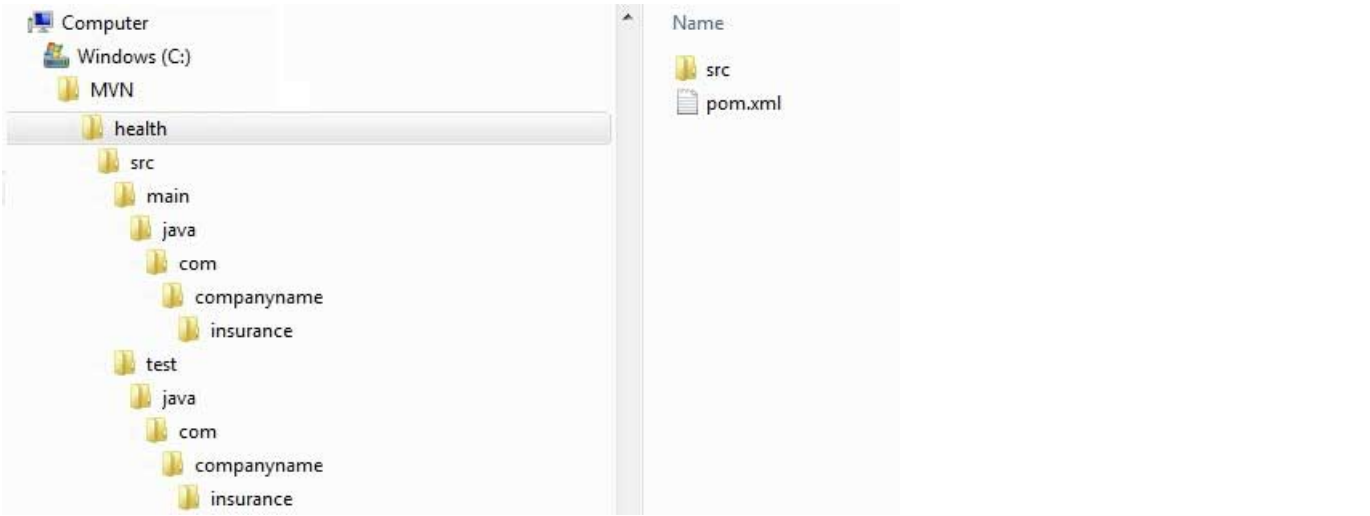 Computer
Windows (C:)
MVN
health
src
main
java
com
companyname
insurance
test
java
com
companyname
insurance
Name
src
pom.xml